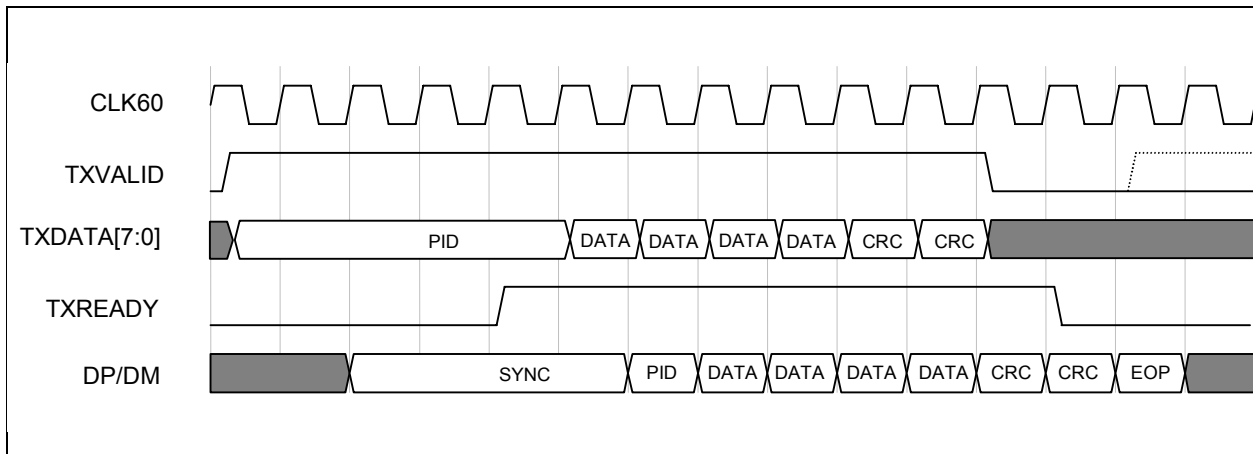 CLK60
TXVALID
TXDATA[7:0] PID DATA DATA DATA DATA CRC CRC
TXREADY
DP/DM SYNC PID DATA DATA DATA DATA CRC CRC EOP